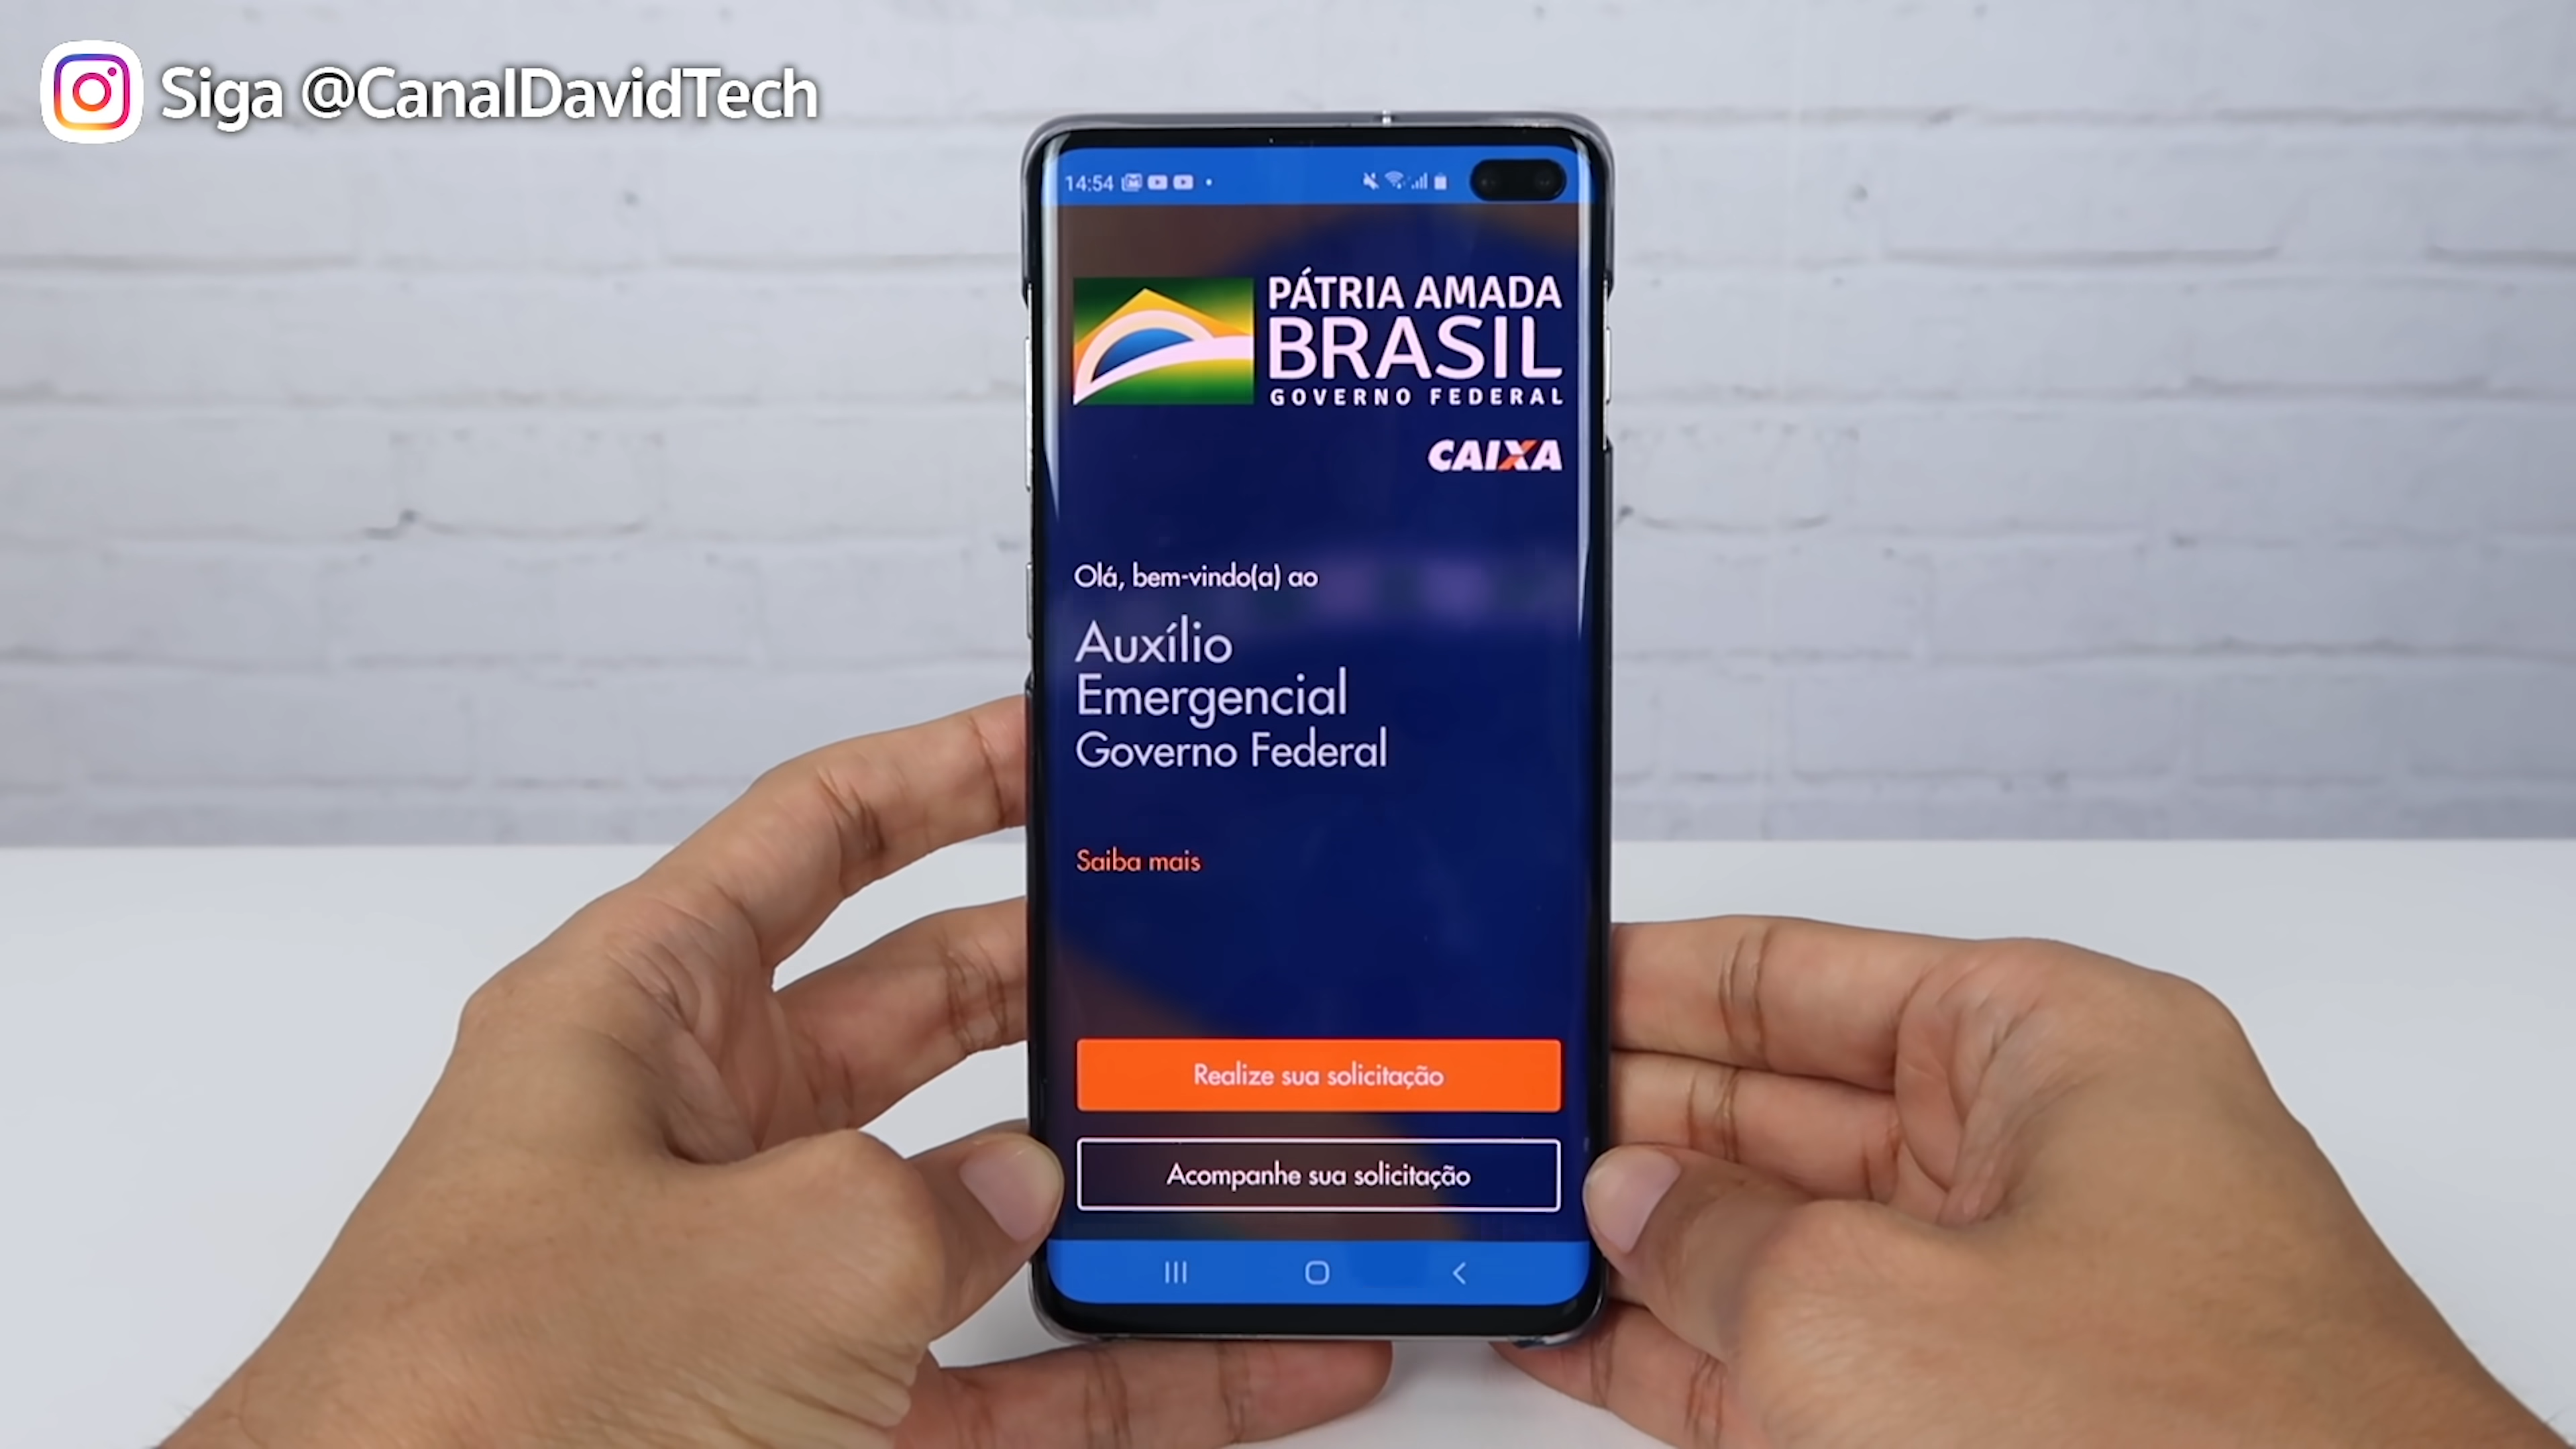 Siga @CanalDavidTech
14:54
PÁTRIA AMADA
BRASIL
GOVERNO FEDERAL
CAIXA
Olá, bem-vindo(a) ao
Auxílio
Emergencial
Governo Federal
Saiba mais
Realize sua solicitação
Acompanhe sua solicitação